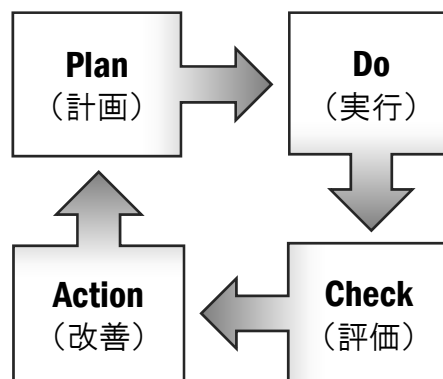 Plan
（計画）
Do
（実行）
Action
（改善）
Check
（評価）